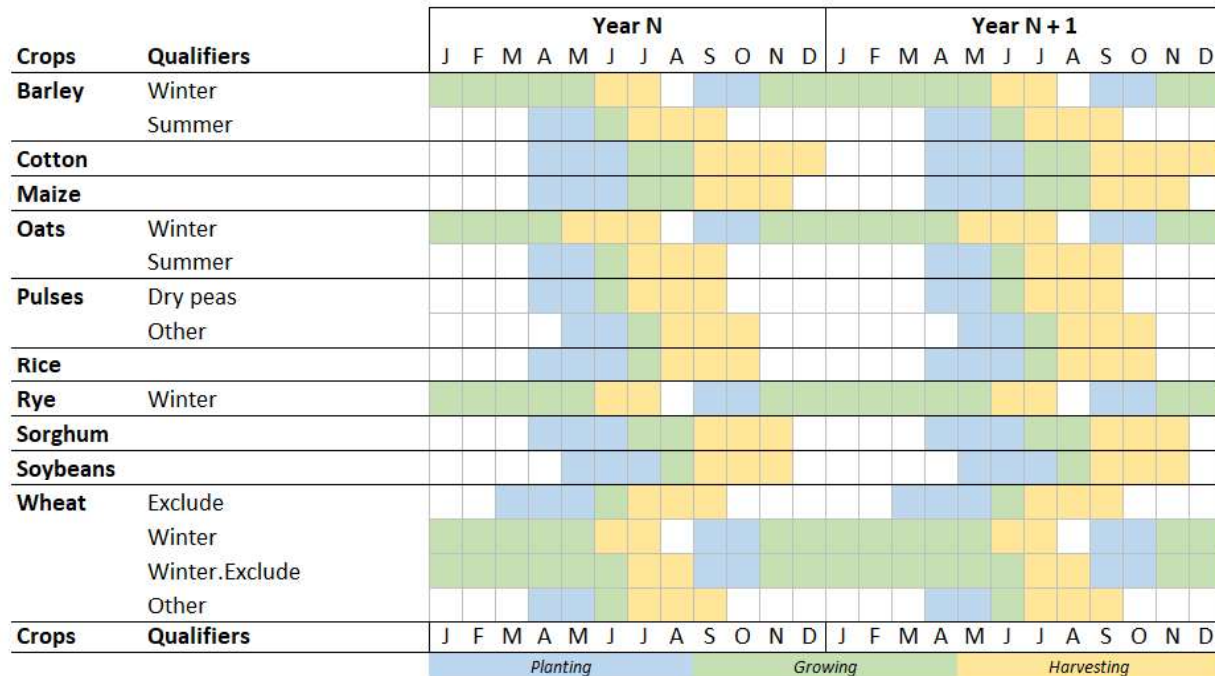 Year N Year N + 1
Crops Qualifiers J F M A M J J A S O N D J F M A M J J A S O N D
Barley Winter
Summer
Cotton
Maize
Oats Winter
Summer
Pulses Dry peas
Other
Rice
Rye Winter
Sorghum
Soybeans
Wheat Exclude
Winter
Winter.Exclude
Other
Crops Qualifiers J F M A M J J A S O N D J F M A M J J A S O N D
Planting Growing Harvesting